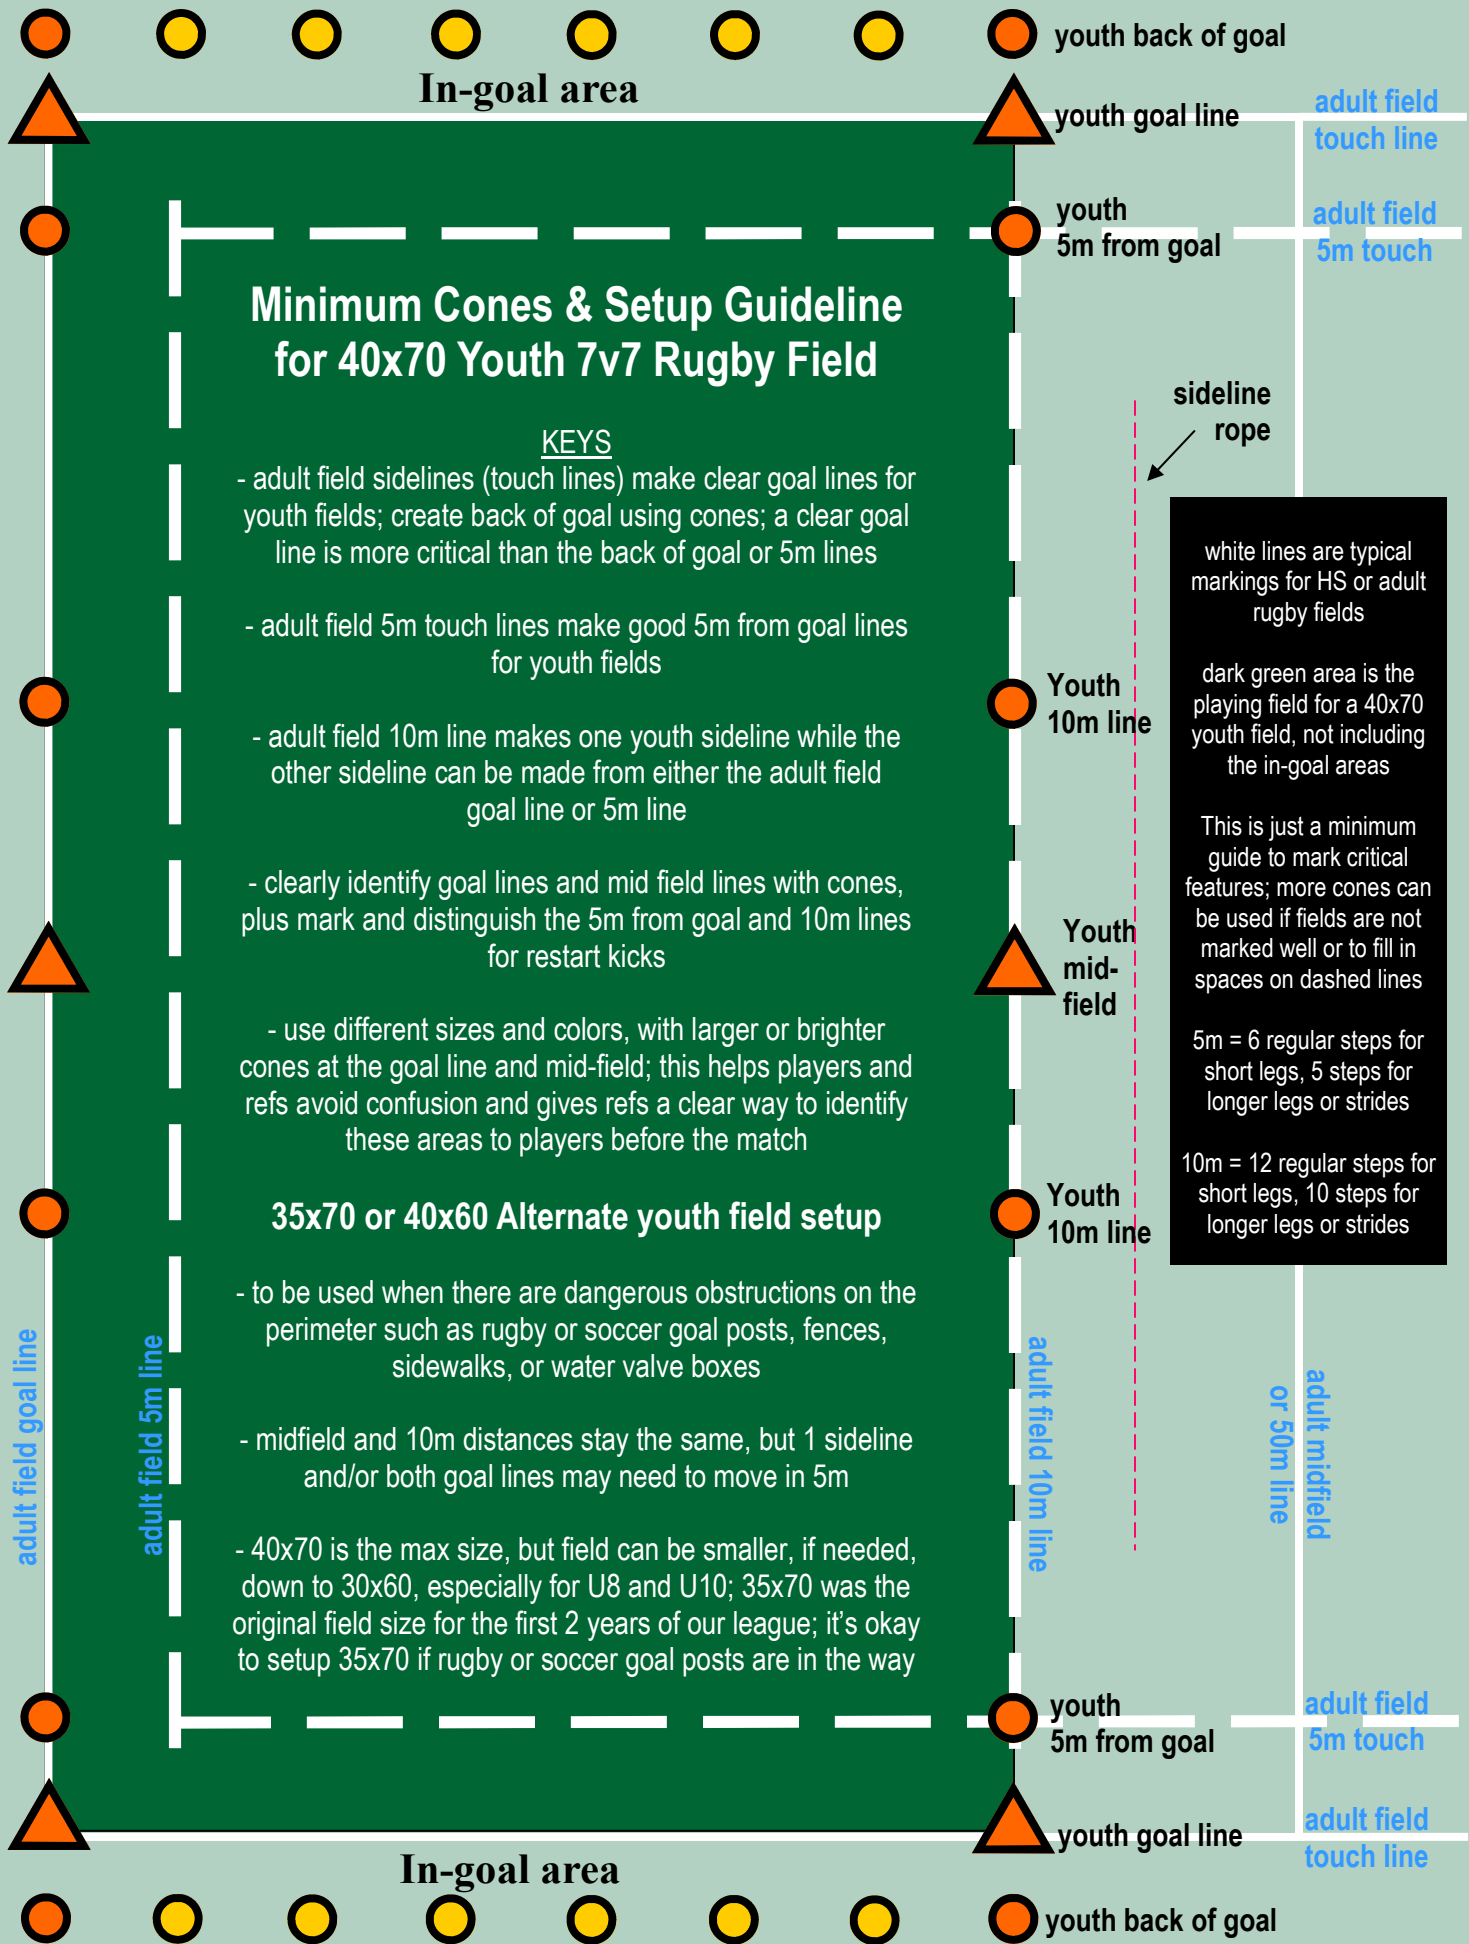 youth back of goal
In-goal area
youth goal line
adult field
touch line
youth
5m from goal
adult field
5m touch
Minimum Cones & Setup Guideline
for 40x70 Youth 7v7 Rugby Field
sideline
rope
KEYS
- adult field sidelines (touch lines) make clear goal lines for
youth fields; create back of goal using cones; a clear goal
line is more critical than the back of goal or 5m lines
- adult field 5m touch lines make good 5m from goal lines
for youth fields
- adult field 10m line makes one youth sideline while the
other sideline can be made from either the adult field
goal line or 5m line
- clearly identify goal lines and mid field lines with cones,
plus mark and distinguish the 5m from goal and 10m lines
for restart kicks
- use different sizes and colors, with larger or brighter
cones at the goal line and mid-field; this helps players and
refs avoid confusion and gives refs a clear way to identify
these areas to players before the match
35x70 or 40x60 Alternate youth field setup
- to be used when there are dangerous obstructions on the
perimeter such as rugby or soccer goal posts, fences,
sidewalks, or water valve boxes
- midfield and 10m distances stay the same, but 1 sideline
and/or both goal lines may need to move in 5m
- 40x70 is the max size, but field can be smaller, if needed,
down to 30x60, especially for U8 and U10; 35x70 was the
original field size for the first 2 years of our league; it's okay
to setup 35x70 if rugby or soccer goal posts are in the way
Youth
10m line
Youth
mid-
field
Youth
10m line
white lines are typical
markings for HS or adult
rugby fields
dark green area is the
playing field for a 40x70
youth field, not including
the in-goal areas
This is just a minimum
guide to mark critical
features; more cones can
be used if fields are not
marked well or to fill in
spaces on dashed lines
5m = 6 regular steps for
short legs, 5 steps for
longer legs or strides
10m = 12 regular steps for
short legs, 10 steps for
longer legs or strides
adult field goal line
adult field 5m line
adult field 10m line
adult midfield
or 50m line
youth
5m from goal
adult field
5m touch
youth goal line
adult field
touch line
In-goal area
youth back of goal